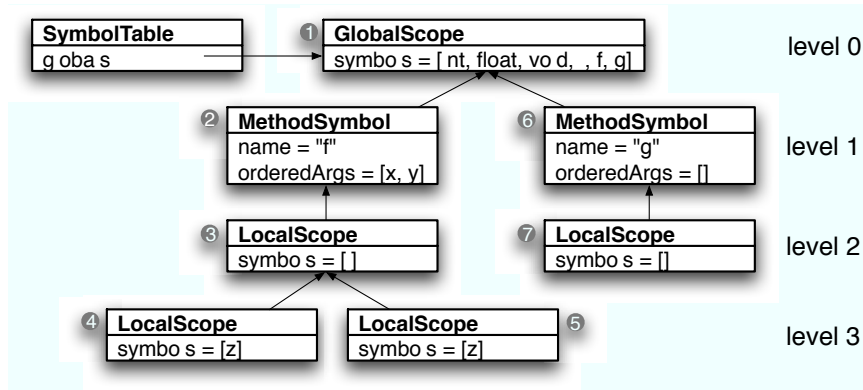 SymbolTable
g oba s
1
GlobalScope
symbo s = [ nt, float, vo d, , f, g]
level 0
2
MethodSymbol
name = "f"
orderedArgs = [x, y]
6
MethodSymbol
name = "g"
orderedArgs = []
level 1
3
LocalScope
symbo s = [ ]
7
LocalScope
symbo s = []
level 2
4
LocalScope
symbo s = [z]
LocalScope
symbo s = [z]
5
level 3